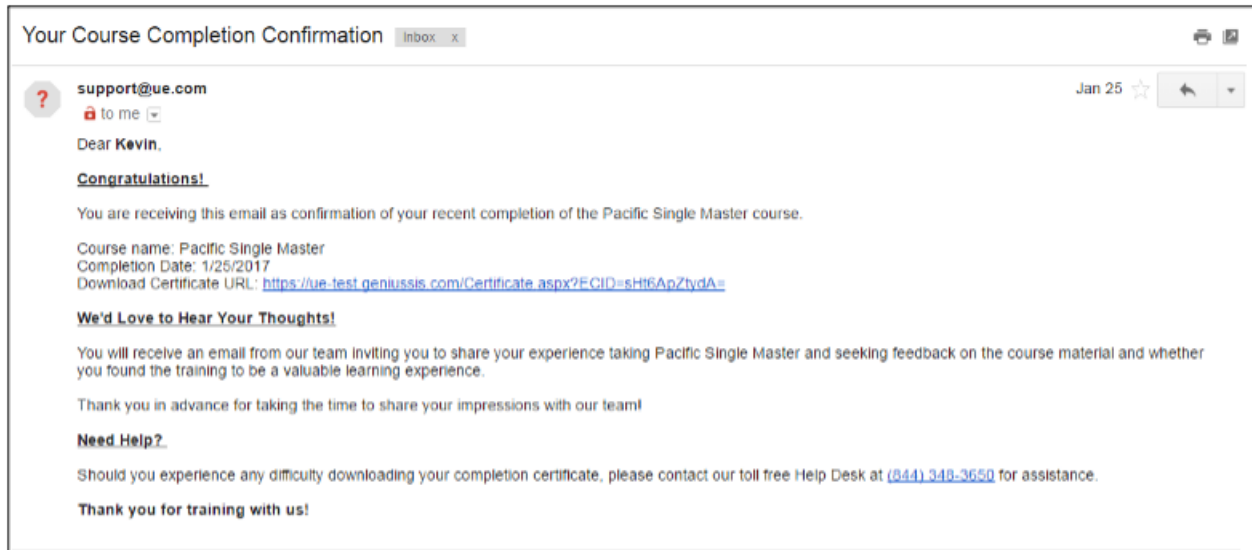 Your Course Completion Confirmation Inbox x
support@ue.com Jan 25
to me
Dear Kevin,
Congratulations!
You are receiving this email as confirmation of your recent completion of the Pacific Single Master course.
Course name: Pacific Single Master
Completion Date: 1/25/2017
Download Certificate URL: https://ue-test.geniussis.com/Certificate.aspx?ECID=sHt6ApZtydA=
We'd Love to Hear Your Thoughts!
You will receive an email from our team inviting you to share your experience taking Pacific Single Master and seeking feedback on the course material and whether
you found the training to be a valuable learning experience.
Thank you in advance for taking the time to share your impressions with our team!
Need Help?
Should you experience any difficulty downloading your completion certificate, please contact our toll free Help Desk at (844) 348-3650 for assistance.
Thank you for training with us!